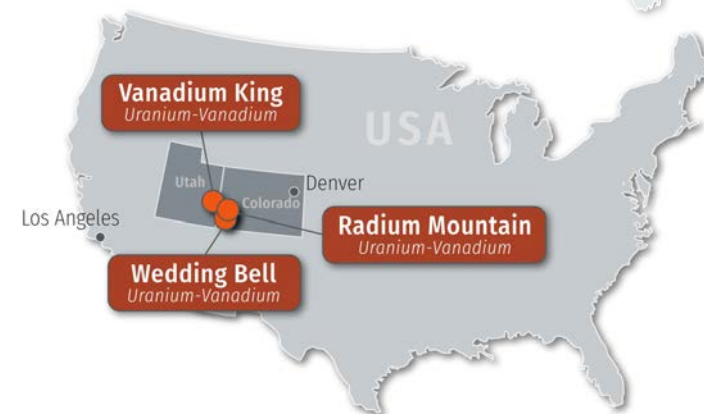 Vanadium King
Uranium-Vanadium
USA
Utah
Colorado
Denver
Los Angeles
Radium Mountain
Uranium-Vanadium
Wedding Bell
Uranium-Vanadium